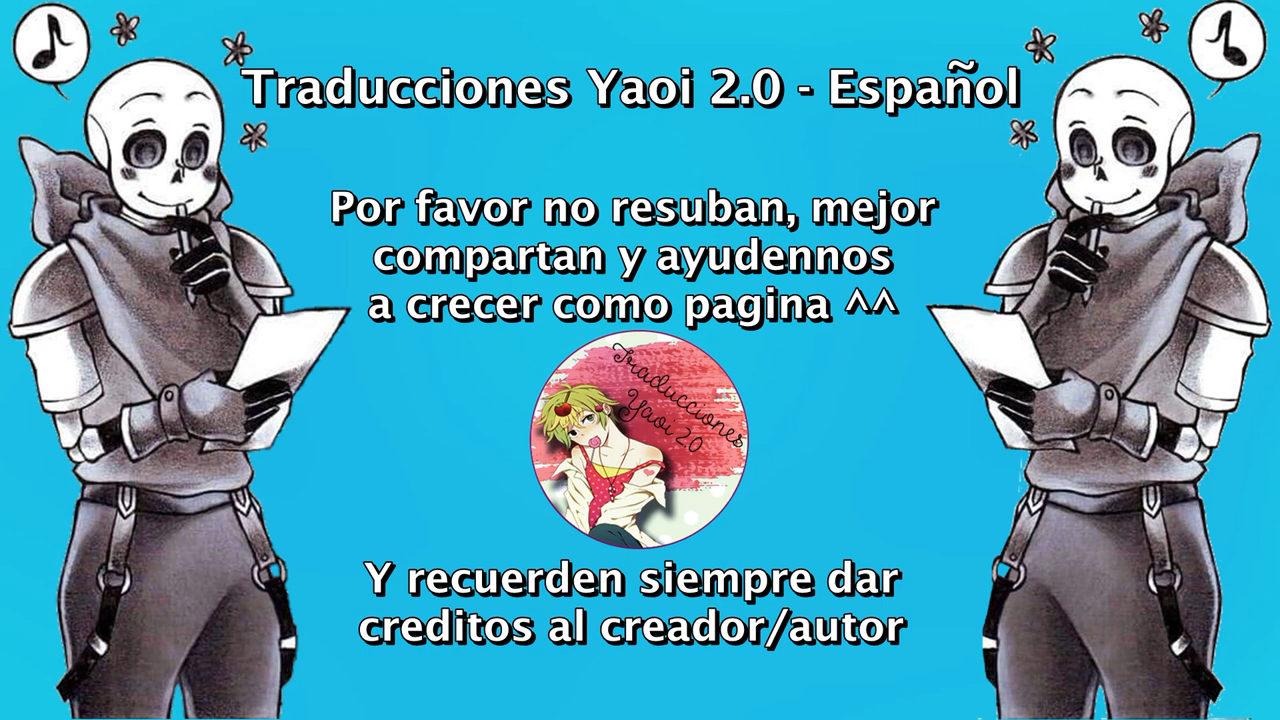 Traducciones Yaoi 2.0 - Español
Por favor no resuban, mejor
compartan y ayudennos
a crecer como pagina ^^
Traducciones
Yaoi 2.0
Y recuerden siempre dar
creditos al creador/autor